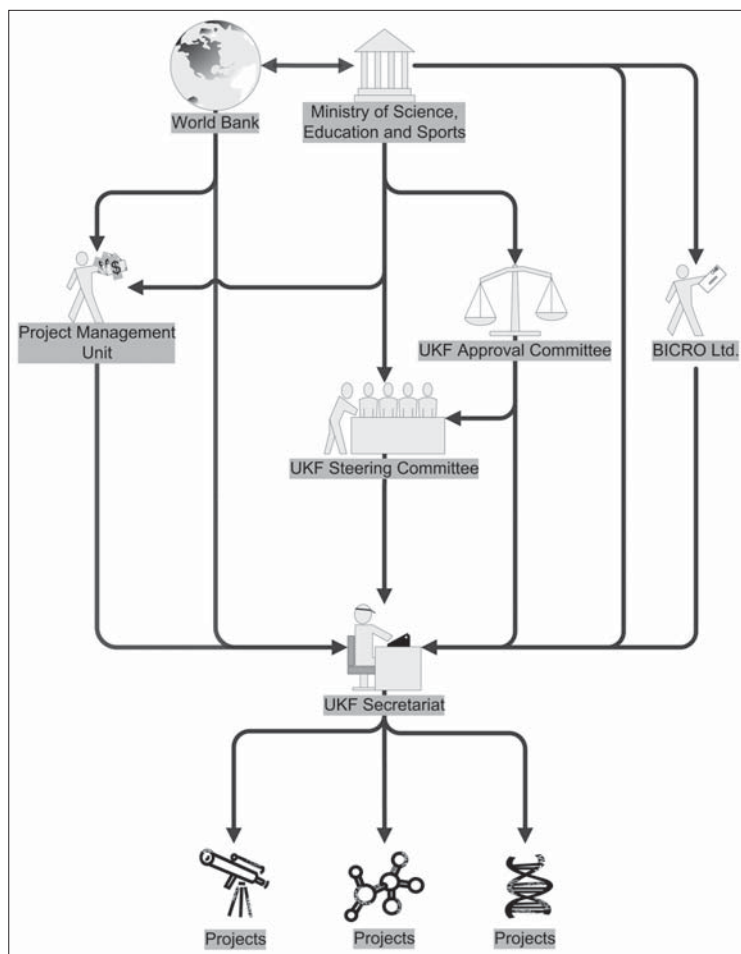 World Bank
Ministry of Science,
Education and Sports
$
Project Management
Unit
UKF Approval Committee
BICRO Ltd.
UKF Steering Committee
UKF Secretariat
Projects
Projects
Projects